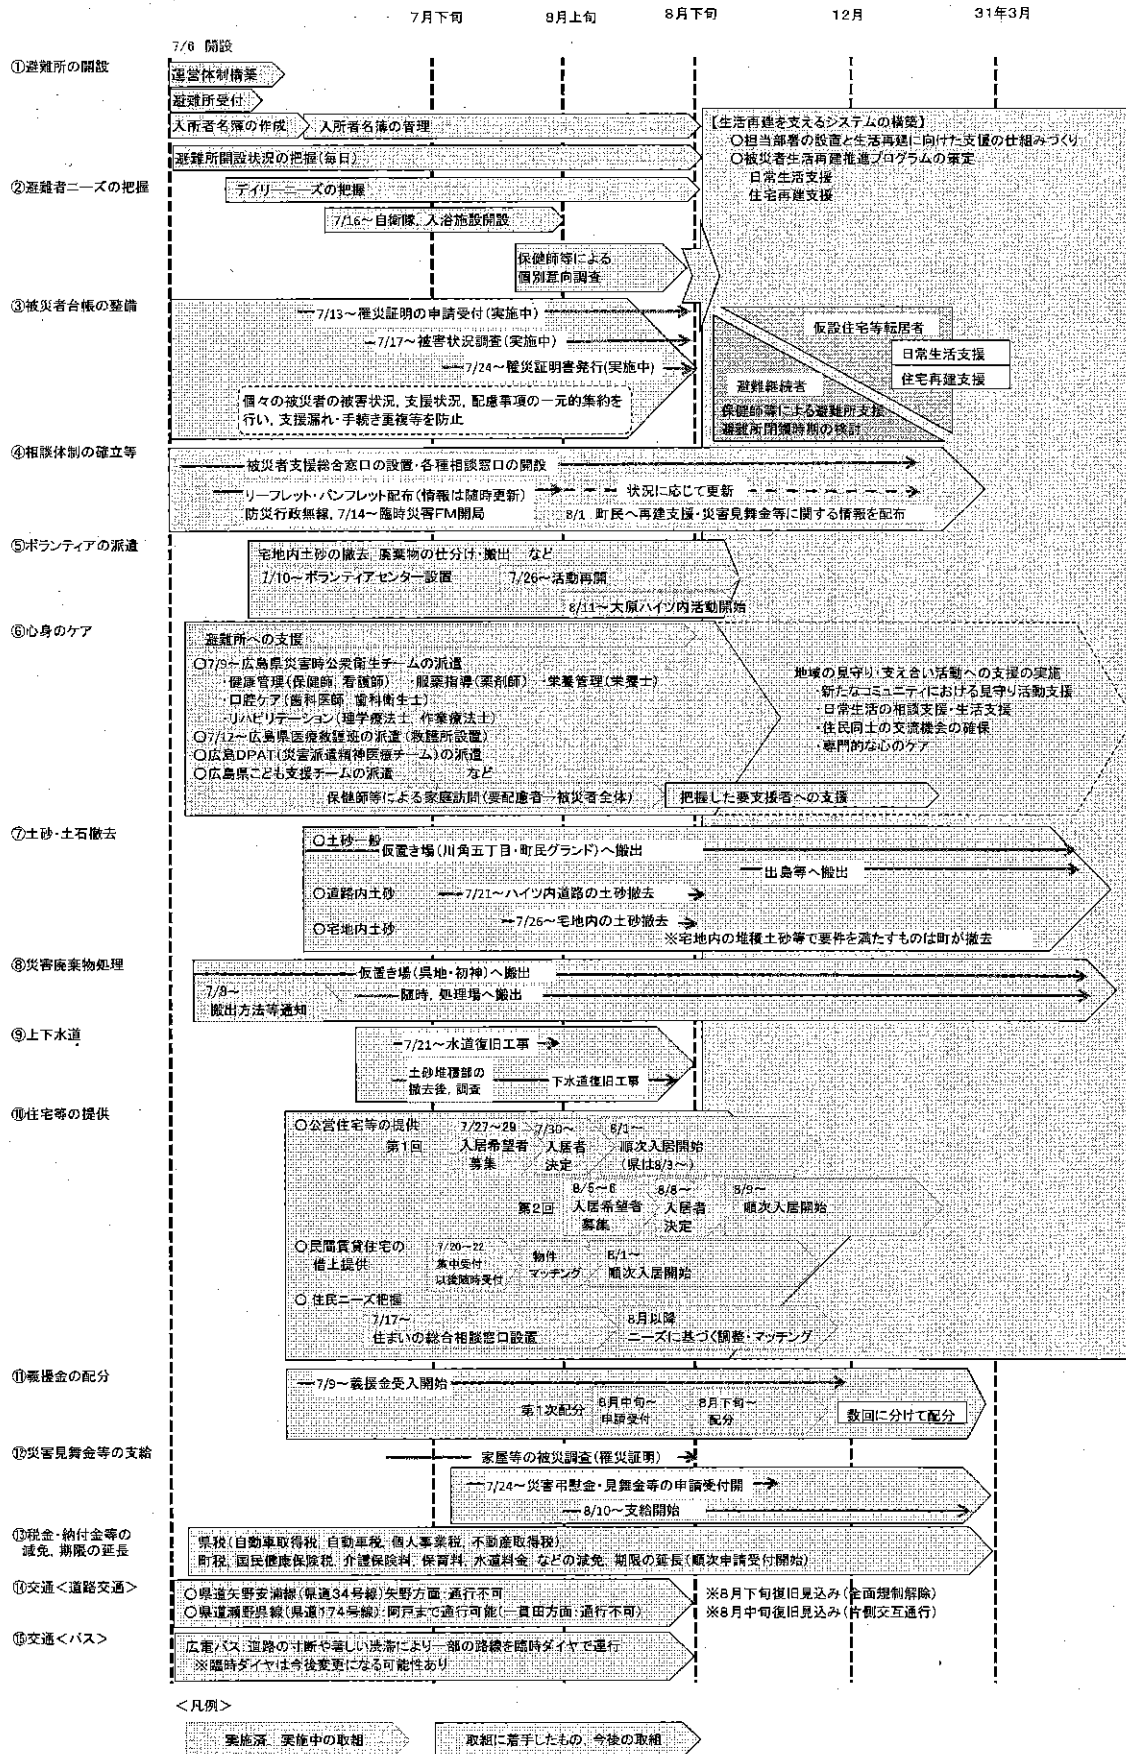 7月下旬
8月上旬
8月下旬
12月
31年3月
7/6 開設
①避難所の開設
運営体制構築
避難所受付
入所者名簿の作成
入所者名簿の管理
避難所開設状況の把握(毎日)
【生活再建を支えるシステムの構築】
○担当部署の設置と生活再建に向けた支援の仕組みづくり
○被災者生活再建推進プログラムの策定
日常生活支援
住宅再建支援
②避難者ニーズの把握
デイリーニーズの把握
7/16～自衛隊、入浴施設開設
保健師等による
個別意向調査
③被災者台帳の整備
7/13～罹災証明の申請受付(実施中)
7/17～被害状況調査(実施中)
7/24～罹災証明書発行(実施中)
個々の被災者の被害状況, 支援状況, 配慮事項の一元的集約を
行い, 支援漏れ・手続き重複等を防止
仮設住宅等転居者
日常生活支援
住宅再建支援
避難継続者
保健師等による避難所支援
避難所閉鎖時期の検討
④相談体制の確立等
被災者支援総合窓口の設置・各種相談窓口の開設
リーフレット・パンフレット配布(情報は随時更新)
状況に応じて更新
防災行政無線, 7/14～臨時災害FM開局
8/1 町民へ再建支援・災害見舞金等に関する情報を配布
⑤ボランティアの派遣
宅地内土砂の撤去, 廃棄物の仕分け・搬出 など
7/10～ボランティアセンター設置
7/26～活動再開
8/11～大原ハイツ内活動開始
⑥心身のケア
避難所への支援
○7/9～広島県災害時公衆衛生チームの派遣
・健康管理(保健師, 看護師) ・服薬指導(薬剤師) ・栄養管理(栄養士)
・口腔ケア(歯科医師, 歯科衛生士)
・リハビリテーション(理学療法士, 作業療法士)
○7/12～広島県医療救護班の派遣(救護所設置)
○広島DPAT(災害派遣精神医療チーム)の派遣
○広島県こども支援チームの派遣 など
保健師等による家庭訪問(要配慮者→被災者全体)
把握した要支援者への支援
地域の見守り・支え合い活動への支援の実施
・新たなコミュニティにおける見守り活動支援
・日常生活の相談支援・生活支援
・住民同士の交流機会の確保
・専門的な心のケア
⑦土砂・土石撤去
○土砂一般
仮置き場(川角五丁目・町民グランド)へ搬出
出島等へ搬出
○道路内土砂
7/21～ハイツ内道路の土砂撤去
○宅地内土砂
7/26～宅地内の土砂撤去
※宅地内の堆積土砂等で要件を満たすものは町が撤去
⑧災害廃棄物処理
仮置き場(呉地・初神)へ搬出
7/8～
搬出方法等通知
随時, 処理場へ搬出
⑨上下水道
7/21～水道復旧工事
土砂堆積部の
撤去後, 調査
下水道復旧工事
⑩住宅等の提供
○公営住宅等の提供
第1回
7/27～29
入居希望者
募集
7/30～
入居者
決定
8/1～
順次入居開始
(県は8/3～)
第2回
8/5～6
入居希望者
募集
8/8～
入居者
決定
8/9～
順次入居開始
○民間賃貸住宅の
借上提供
7/20～22
集中受付
以後随時受付
物件
マッチング
8/1～
順次入居開始
○ 住民ニーズ把握
7/17～
住まいの総合相談窓口設置
8月以降
ニーズに基づく調整・マッチング
⑪義援金の配分
7/9～義援金受入開始
第1次配分
8月中旬～
申請受付
8月下旬～
配分
数回に分けて配分
⑫災害見舞金等の支給
家屋等の被災調査(罹災証明)
7/24～災害弔慰金・見舞金等の申請受付開
8/10～支給開始
⑬税金・納付金等の
減免, 期限の延長
県税(自動車取得税, 自動車税, 個人事業税, 不動産取得税)
町税, 国民健康保険税, 介護保険料, 保育料, 水道料金 などの減免, 期限の延長(順次申請受付開始)
⑭交通＜道路交通＞
○県道矢野安浦線(県道34号線)矢野方面:通行不可
※8月下旬復旧見込み(全面規制解除)
○県道瀬野呉線(県道174号線):阿戸まで通行可能(一貫田方面:通行不可)
※8月中旬復旧見込み(片側交互通行)
⑮交通＜バス＞
広電バス 道路の寸断や著しい渋滞により一部の路線を臨時ダイヤで運行
※臨時ダイヤは今後変更になる可能性あり
＜凡例＞
実施済, 実施中の取組
取組に着手したもの, 今後の取組